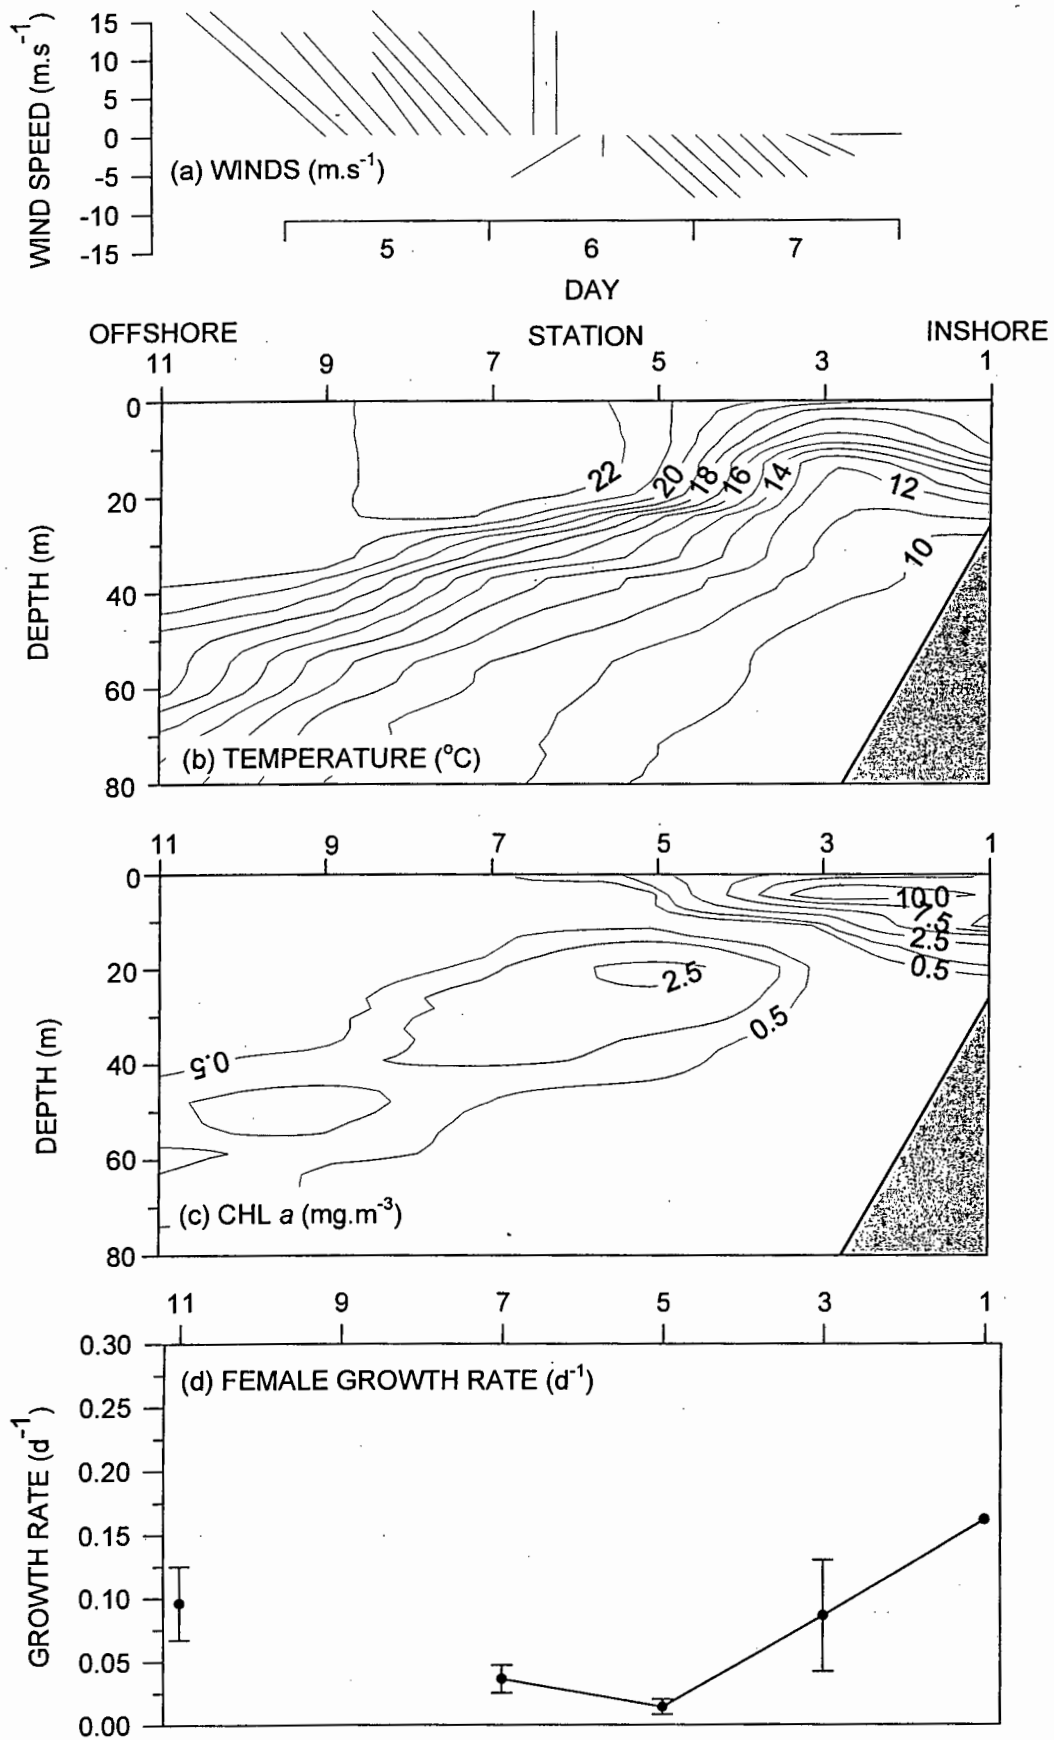 WIND SPEED (m.s-1)
15
10
5
0
-5
-10
-15
(a) WINDS (m.s-1)
5 6 7
DAY
OFFSHORE STATION INSHORE
11 9 7 5 3 1
DEPTH (m)
0
20
40
60
80
22 20 18 16 14 12 10
(b) TEMPERATURE (oC)
11 9 7 5 3 1
DEPTH (m)
0
20
40
60
80
10.0
7.5
2.5
0.5
2.5
0.5
0.5
(c) CHL a (mg.m-3)
11 9 7 5 3 1
GROWTH RATE (d-1)
0.30
0.25
0.20
0.15
0.10
0.05
0.00
(d) FEMALE GROWTH RATE (d-1)